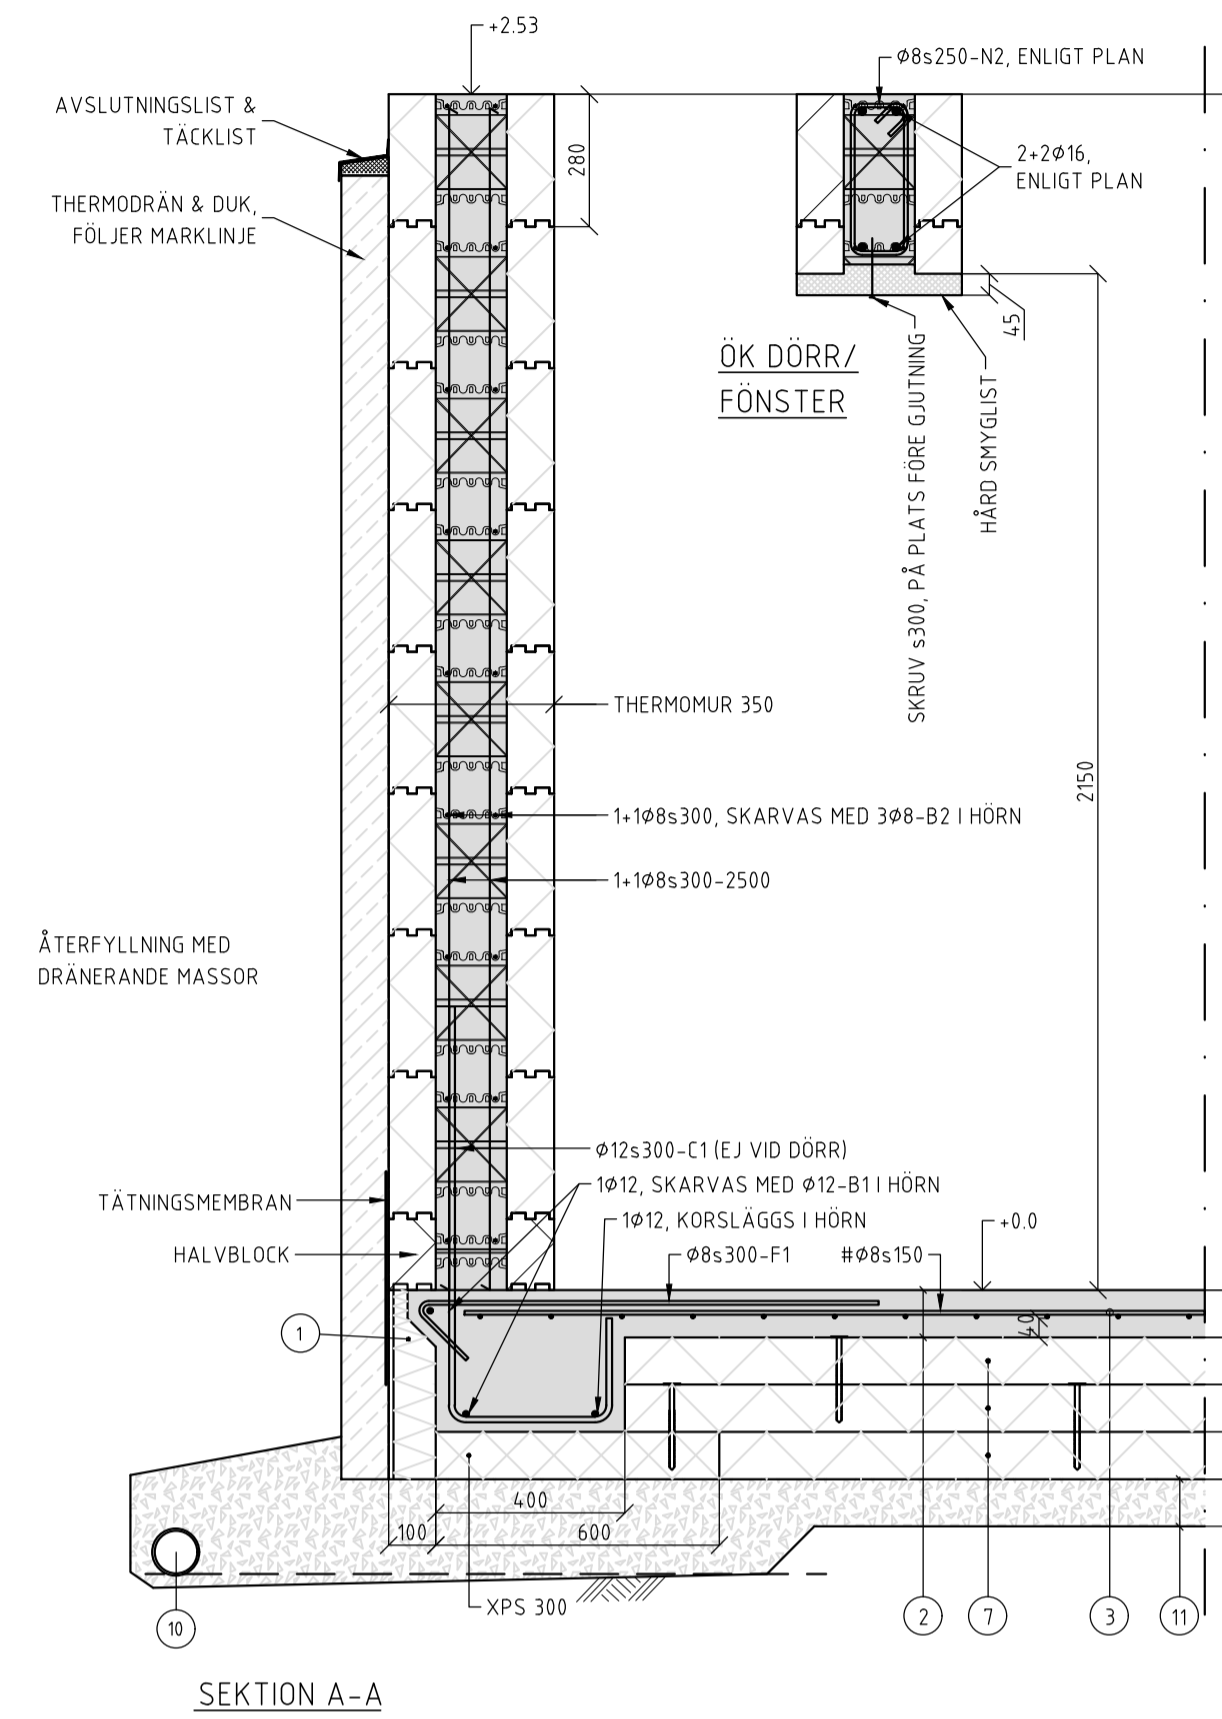 +2.53
Ø8s250-N2, ENLIGT PLAN
AVSLUTNINGSLIST &
TÄCKLIST
280
2+2Ø16,
ENLIGT PLAN
THERMODRÄN & DUK,
FÖLJER MARKLINJE
45
ÖK DÖRR/
FÖNSTER
SKRUV s300, PÅ PLATS FÖRE GJUTNING
HÅRD SMYGLIST
THERMOMUR 350
2150
1+1Ø8s300, SKARVAS MED 3Ø8-B2 I HÖRN
1+1Ø8s300-2500
ÅTERFYLLNING MED
DRÄNERANDE MASSOR
Ø12s300-C1 (EJ VID DÖRR)
1Ø12, SKARVAS MED Ø12-B1 I HÖRN
TÄTNINGSMEMBRAN
1Ø12, KORSLÄGGS I HÖRN
+0.0
HALVBLOCK
Ø8s300-F1
#Ø8s150
1
40
7
400
100
600
XPS 300
10
2
7
3
11
SEKTION A-A